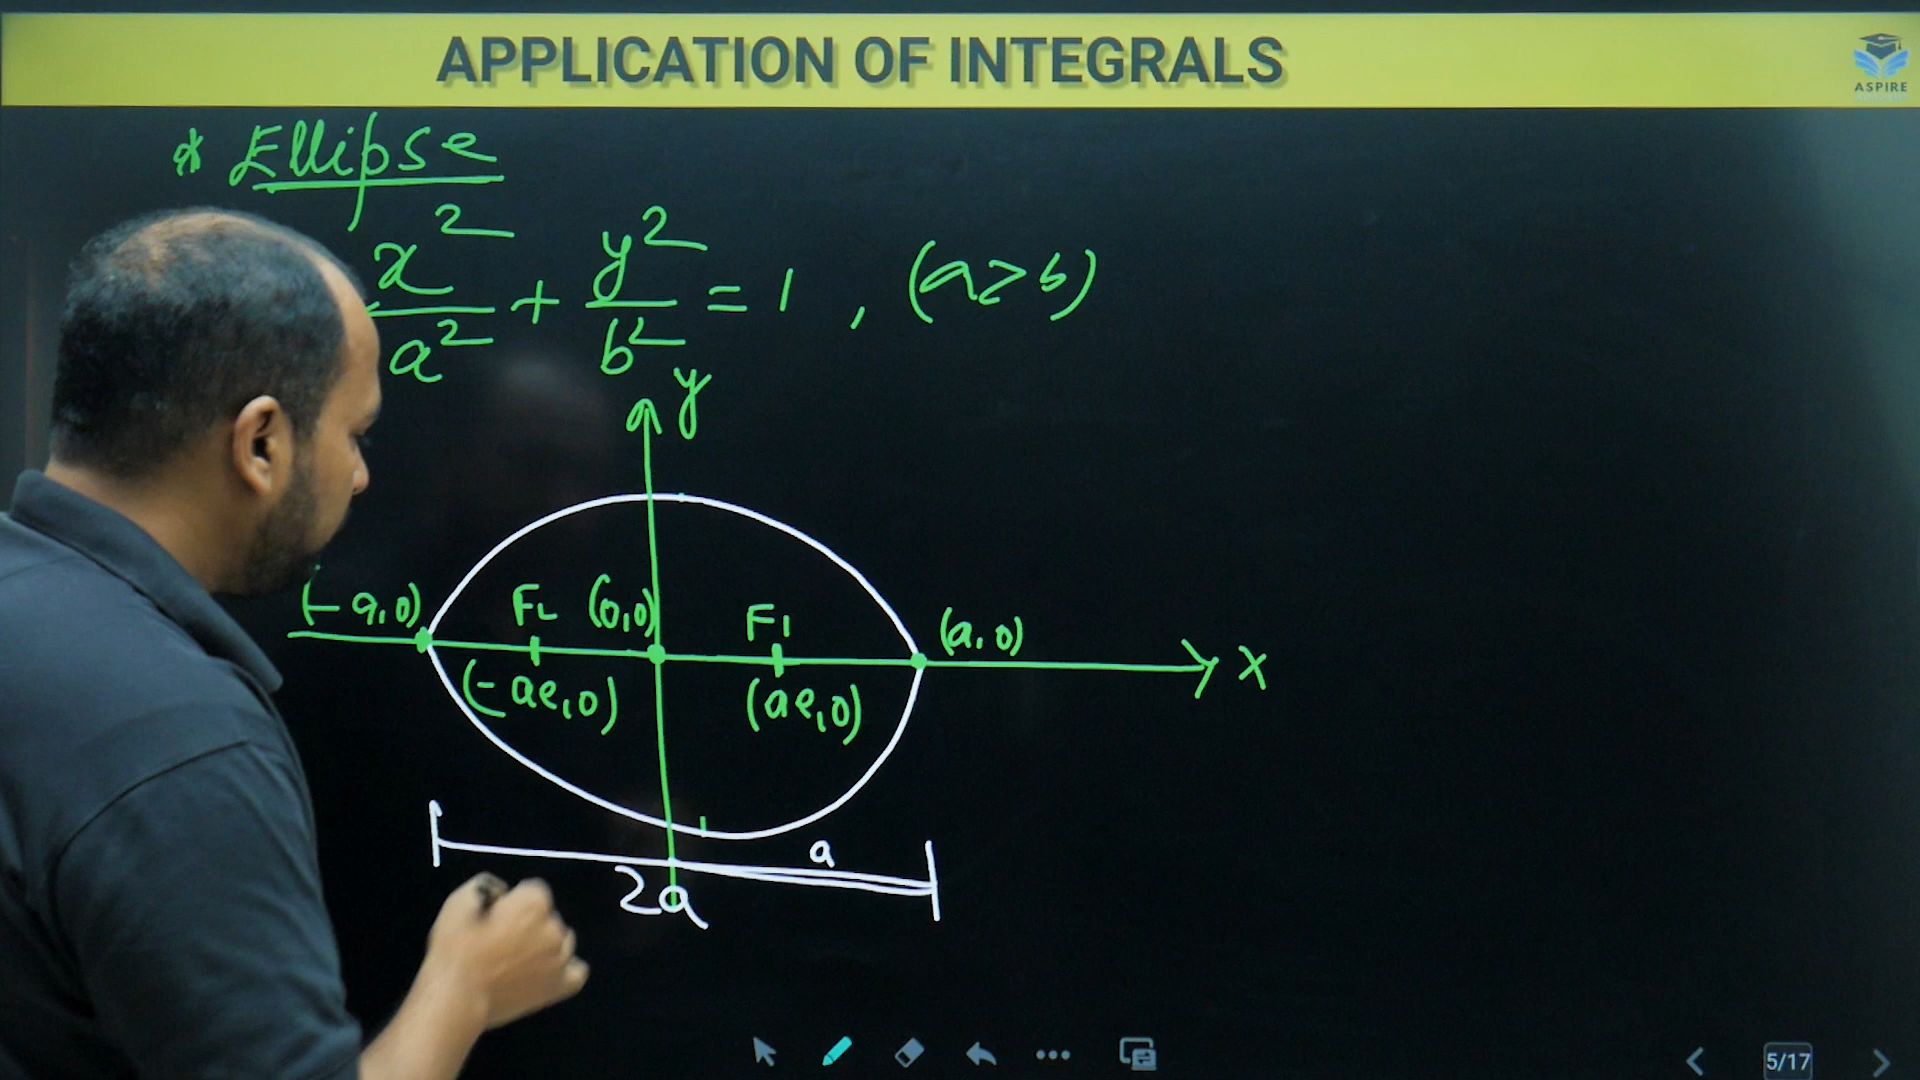 APPLICATION OF INTEGRALS
ASPIRE
* Ellipse
x²/a² + y²/b² = 1 , (a>b)
y
(-a,0) F2 (0,0) F1 (a,0)
x
(-ae,0) (ae,0)
a
2a
5/17